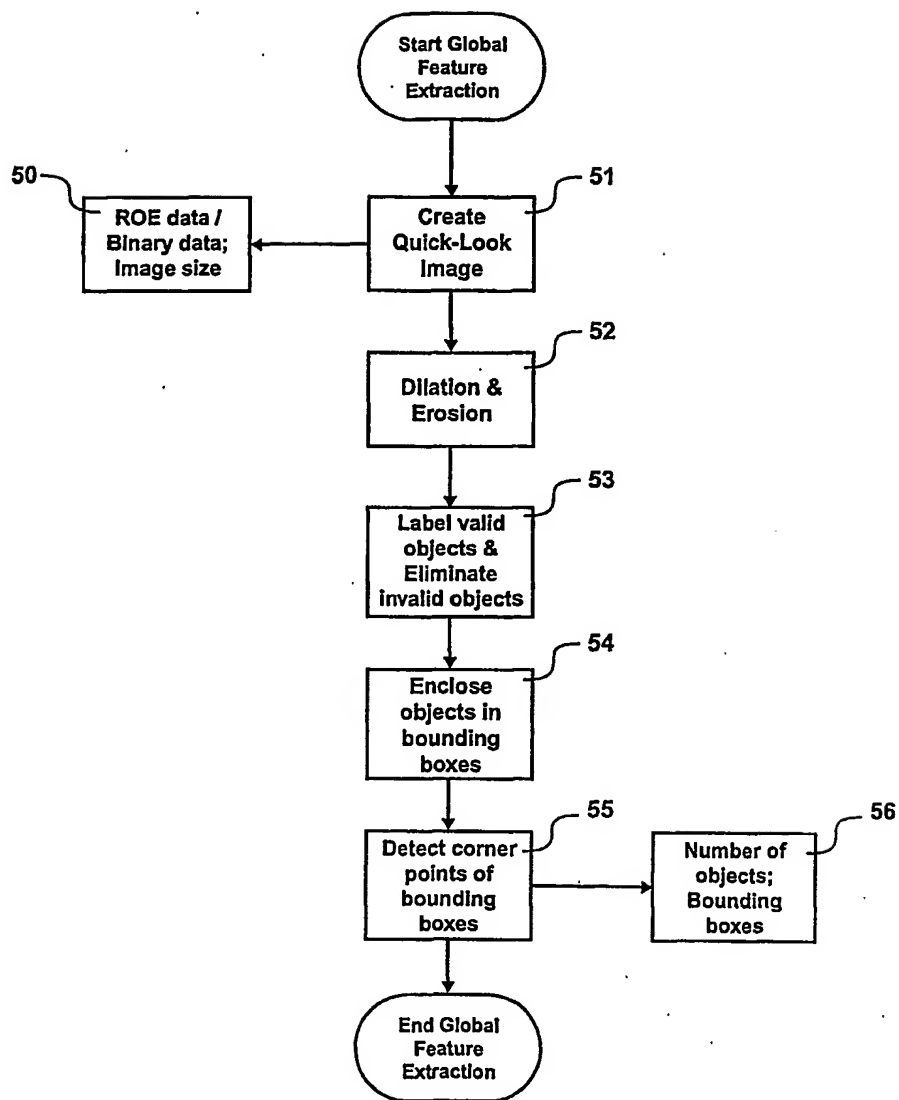 Start Global
Feature
Extraction
50
ROE data /
Binary data;
Image size
51
Create
Quick-Look
Image
52
Dilation &
Erosion
53
Label valid
objects &
Eliminate
invalid objects
54
Enclose
objects in
bounding
boxes
55
Detect corner
points of
bounding
boxes
56
Number of
objects;
Bounding
boxes
End Global
Feature
Extraction